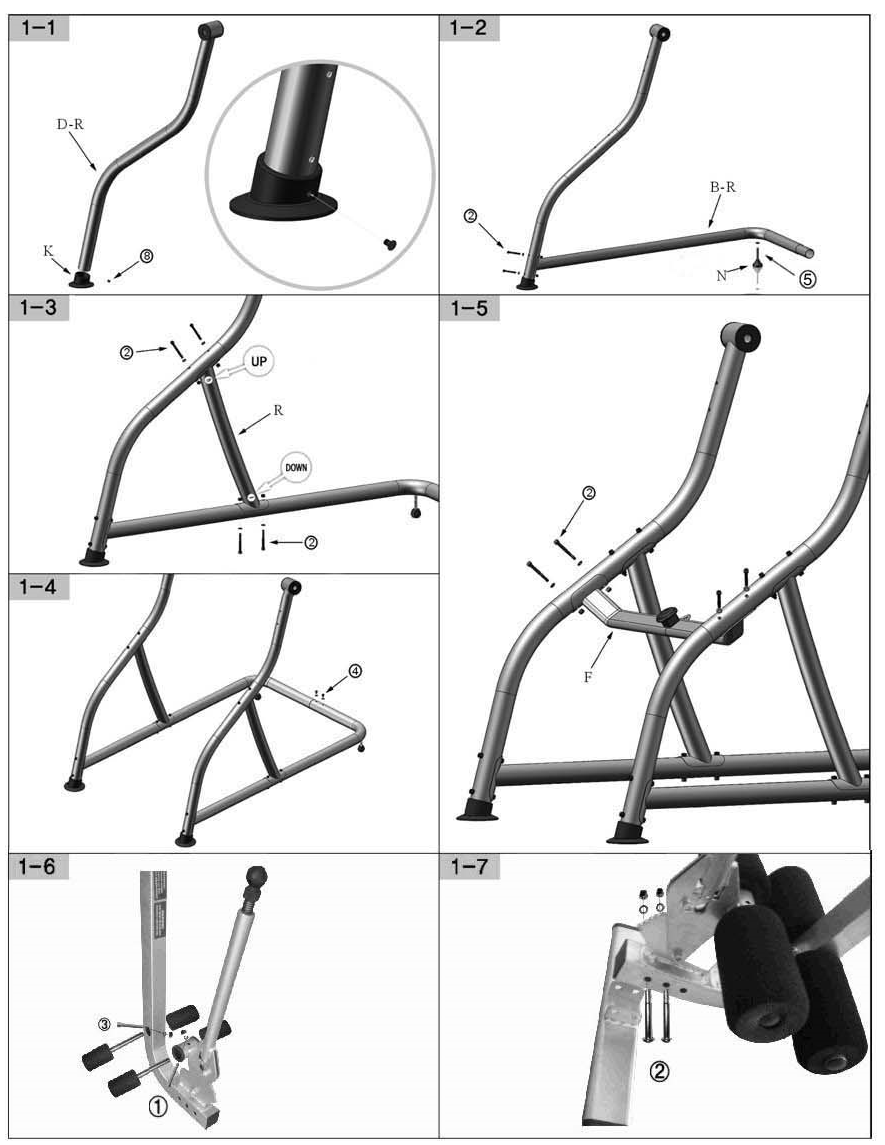 1-1
D-R
K
⑧
1-2
B-R
②
N
⑤
1-3
②
UP
R
DOWN
②
1-4
④
1-5
②
F
1-6
③
①
1-7
②